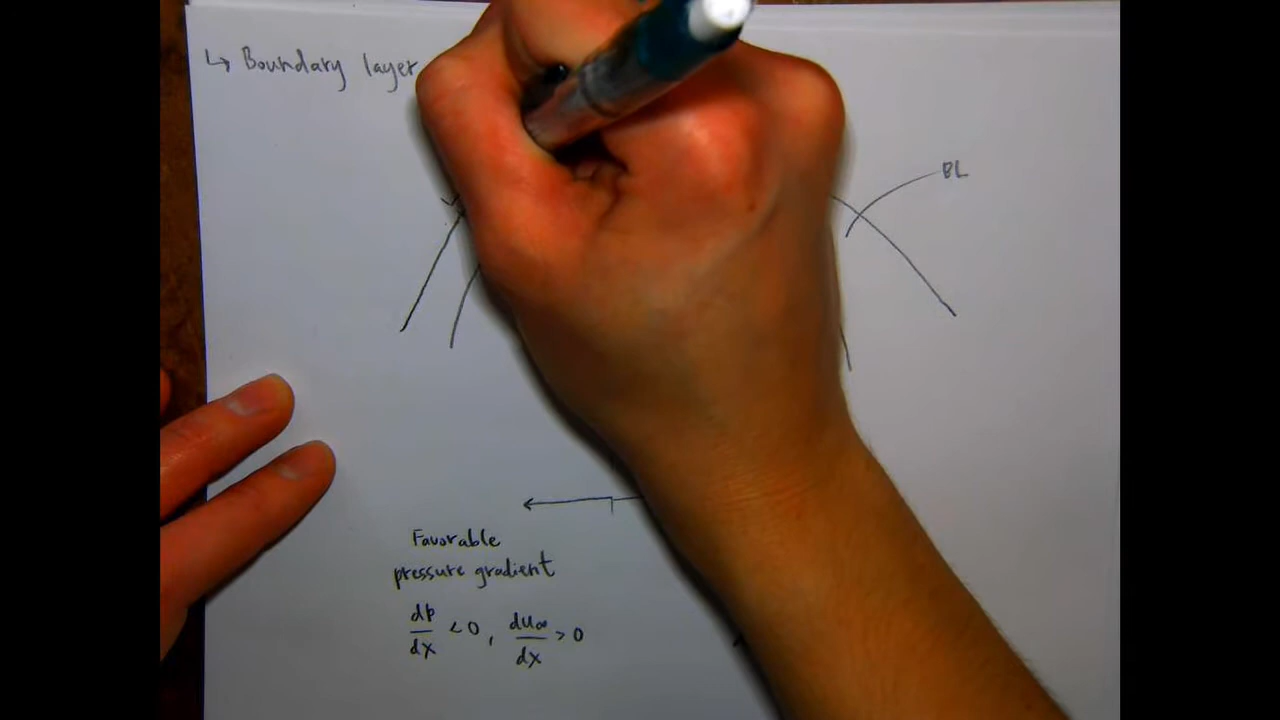 ↳ Boundary layer
BL
Favorable
pressure gradient
dp/dx < 0, du∞/dx > 0